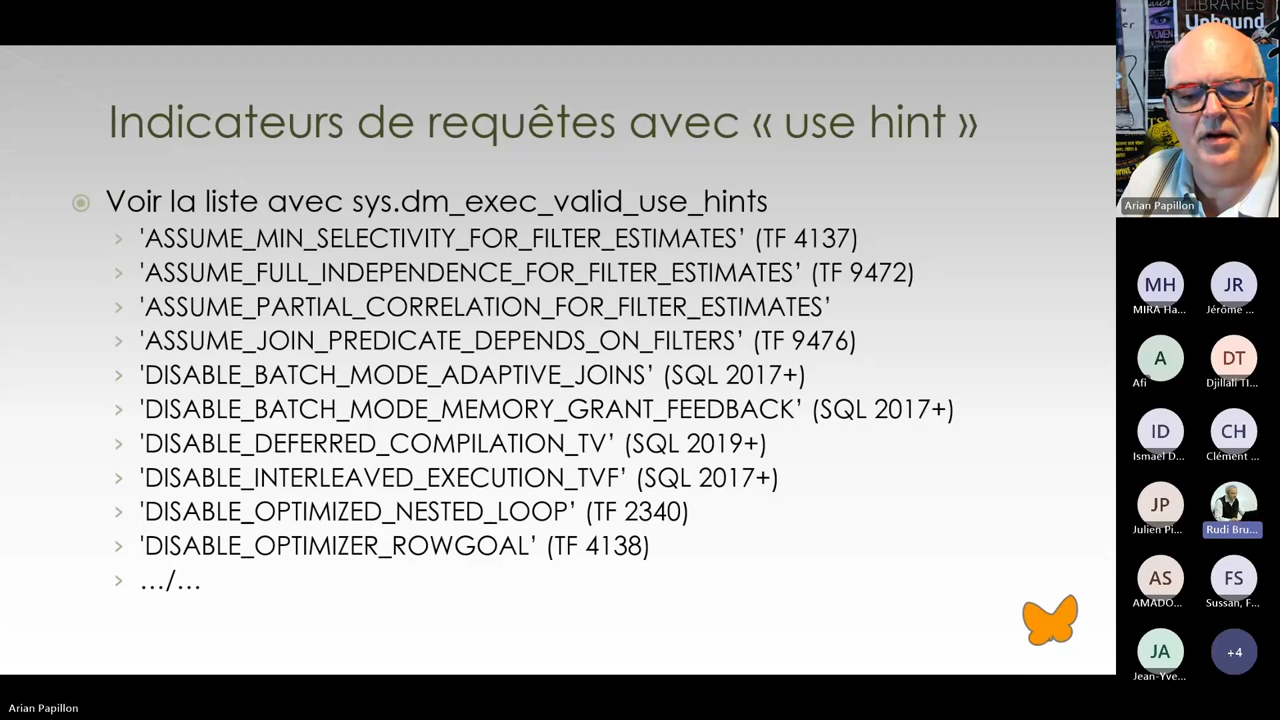 Indicateurs de requêtes avec « use hint »
Voir la liste avec sys.dm_exec_valid_use_hints
'ASSUME_MIN_SELECTIVITY_FOR_FILTER_ESTIMATES’ (TF 4137)
'ASSUME_FULL_INDEPENDENCE_FOR_FILTER_ESTIMATES’ (TF 9472)
'ASSUME_PARTIAL_CORRELATION_FOR_FILTER_ESTIMATES’
'ASSUME_JOIN_PREDICATE_DEPENDS_ON_FILTERS’ (TF 9476)
'DISABLE_BATCH_MODE_ADAPTIVE_JOINS’ (SQL 2017+)
'DISABLE_BATCH_MODE_MEMORY_GRANT_FEEDBACK’ (SQL 2017+)
'DISABLE_DEFERRED_COMPILATION_TV’ (SQL 2019+)
'DISABLE_INTERLEAVED_EXECUTION_TVF’ (SQL 2017+)
'DISABLE_OPTIMIZED_NESTED_LOOP’ (TF 2340)
'DISABLE_OPTIMIZER_ROWGOAL’ (TF 4138)
…/…
LIBRARIES
Unbound
Arian Papillon
MH
JR
MIRA Ha...
Jérôme ...
A
DT
Afi
Djillali TI...
ID
CH
Ismael D...
Clément ...
JP
Julien Pi...
Rudi Bru...
AS
FS
AMADO...
Sussan, F...
JA
+4
Jean-Yve...
Arian Papillon